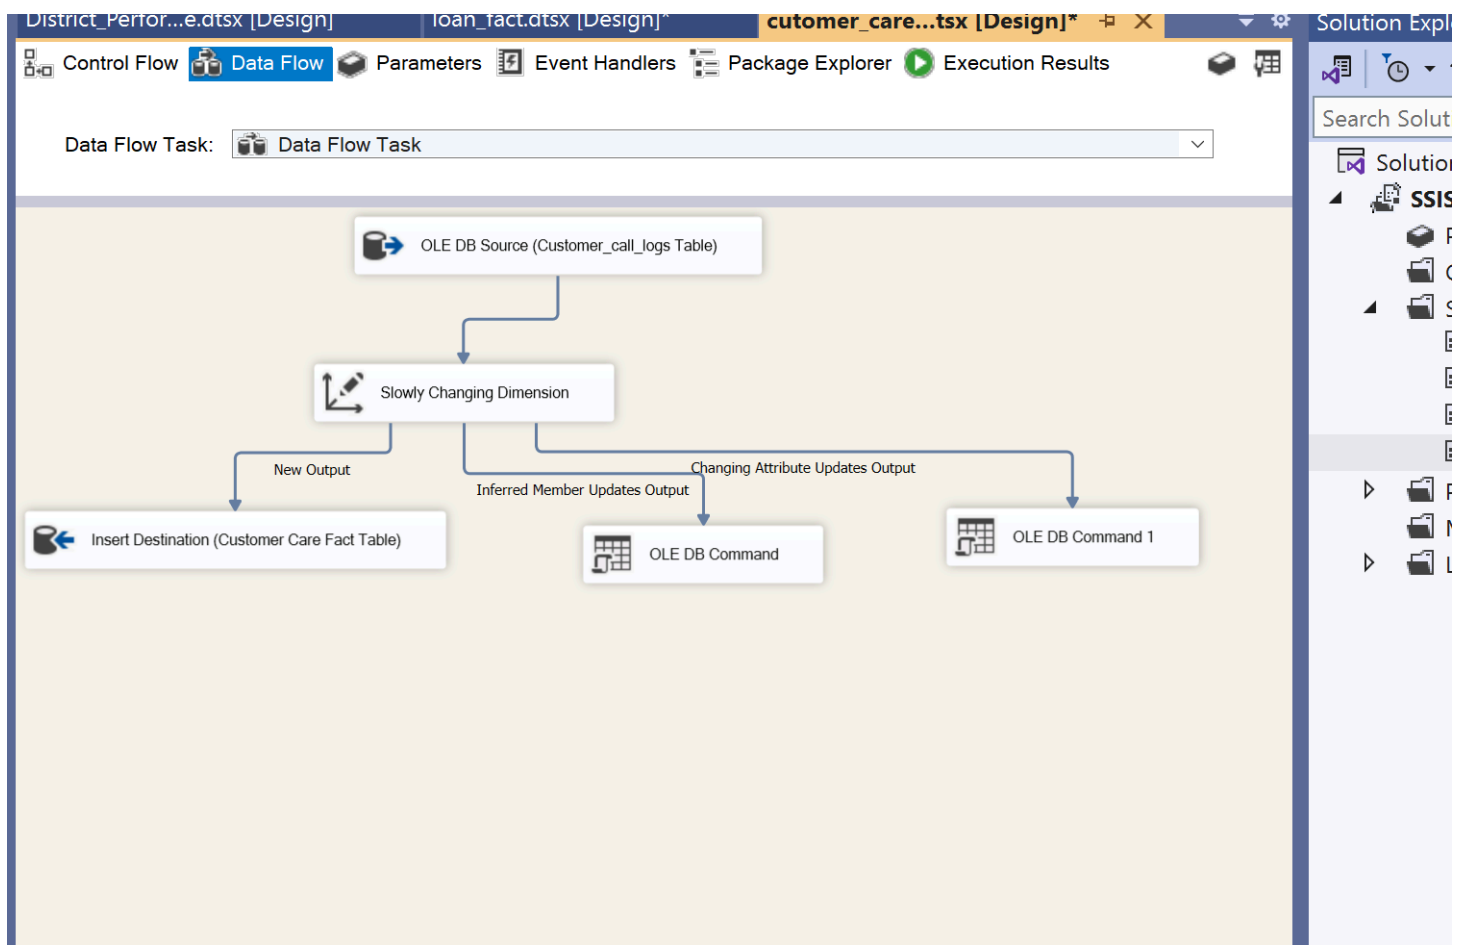 District_Perfor...e.dtsx [Design]
loan_fact.dtsx [Design]*
cutomer_care...tsx [Design]*
Solution Expl
Control Flow
Data Flow
Parameters
Event Handlers
Package Explorer
Execution Results
Data Flow Task:
Data Flow Task
Search Solut
Solution
SSIS
OLE DB Source (Customer_call_logs Table)
Slowly Changing Dimension
New Output
Inferred Member Updates Output
Changing Attribute Updates Output
Insert Destination (Customer Care Fact Table)
OLE DB Command
OLE DB Command 1